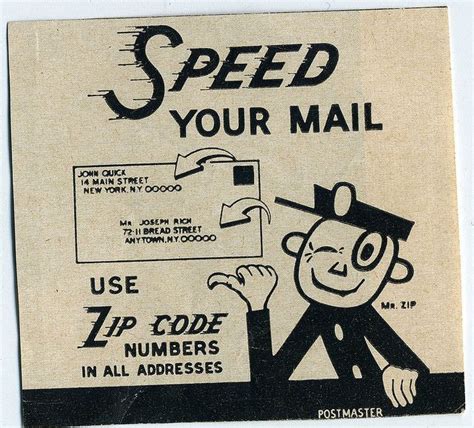 SPEED
YOUR MAIL
JOHN QUICK
14 MAIN STREET
NEW YORK, N.Y. 00000
MR. JOSEPH RICH
72-11 BREAD STREET
ANYTOWN, N.Y. 00000
USE
ZIP CODE
NUMBERS
IN ALL ADDRESSES
MR. ZIP
POSTMASTER